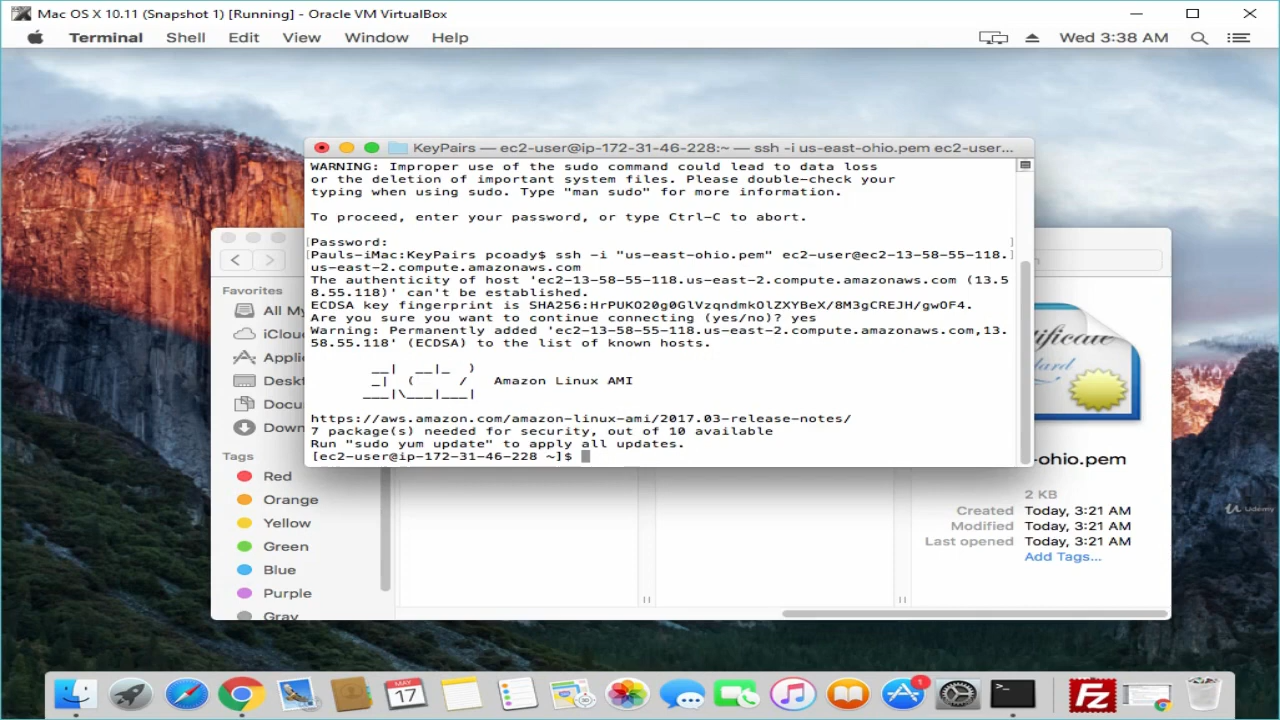 Mac OS X 10.11 (Snapshot 1) [Running] - Oracle VM VirtualBox
Terminal Shell Edit View Window Help Wed 3:38 AM
KeyPairs — ec2-user@ip-172-31-46-228:~ — ssh -i us-east-ohio.pem ec2-user...
WARNING: Improper use of the sudo command could lead to data loss
or the deletion of important system files. Please double-check your
typing when using sudo. Type "man sudo" for more information.
To proceed, enter your password, or type Ctrl-C to abort.
[Password: ]
[Pauls-iMac:KeyPairs pcoady$ ssh -i "us-east-ohio.pem" ec2-user@ec2-13-58-55-118.]
us-east-2.compute.amazonaws.com
The authenticity of host 'ec2-13-58-55-118.us-east-2.compute.amazonaws.com (13.5
8.55.118)' can't be established.
ECDSA key fingerprint is SHA256:HrPUKO20g0GlVzqndmkOlZXYBeX/8M3gCREJH/gwOF4.
Are you sure you want to continue connecting (yes/no)? yes
Warning: Permanently added 'ec2-13-58-55-118.us-east-2.compute.amazonaws.com,13.
58.55.118' (ECDSA) to the list of known hosts.
__| __|_ )
_| ( / Amazon Linux AMI
___|\___|___|
https://aws.amazon.com/amazon-linux-ami/2017.03-release-notes/
7 package(s) needed for security, out of 10 available
Run "sudo yum update" to apply all updates.
[ec2-user@ip-172-31-46-228 ~]$
Favorites
All My
iClou
Appli
Deskt
Docu
Down
Tags
Red
Orange
Yellow
Green
Blue
Purple
Gray
-ohio.pem
2 KB
Created Today, 3:21 AM
Modified Today, 3:21 AM
Last opened Today, 3:21 AM
Add Tags...
Udemy
MAY
17
1
Fz